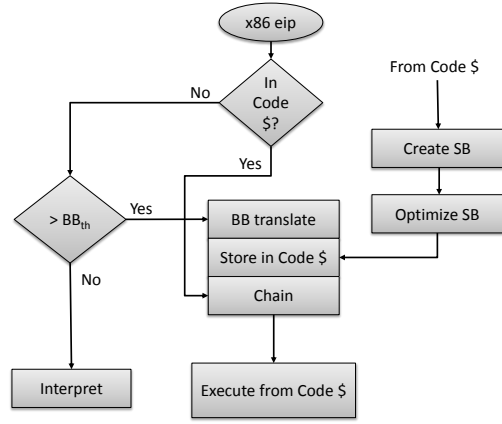 x86 eip
In
Code
$?
No
Yes
From Code $
Create SB
Optimize SB
> BBth
Yes
No
BB translate
Store in Code $
Chain
Interpret
Execute from Code $